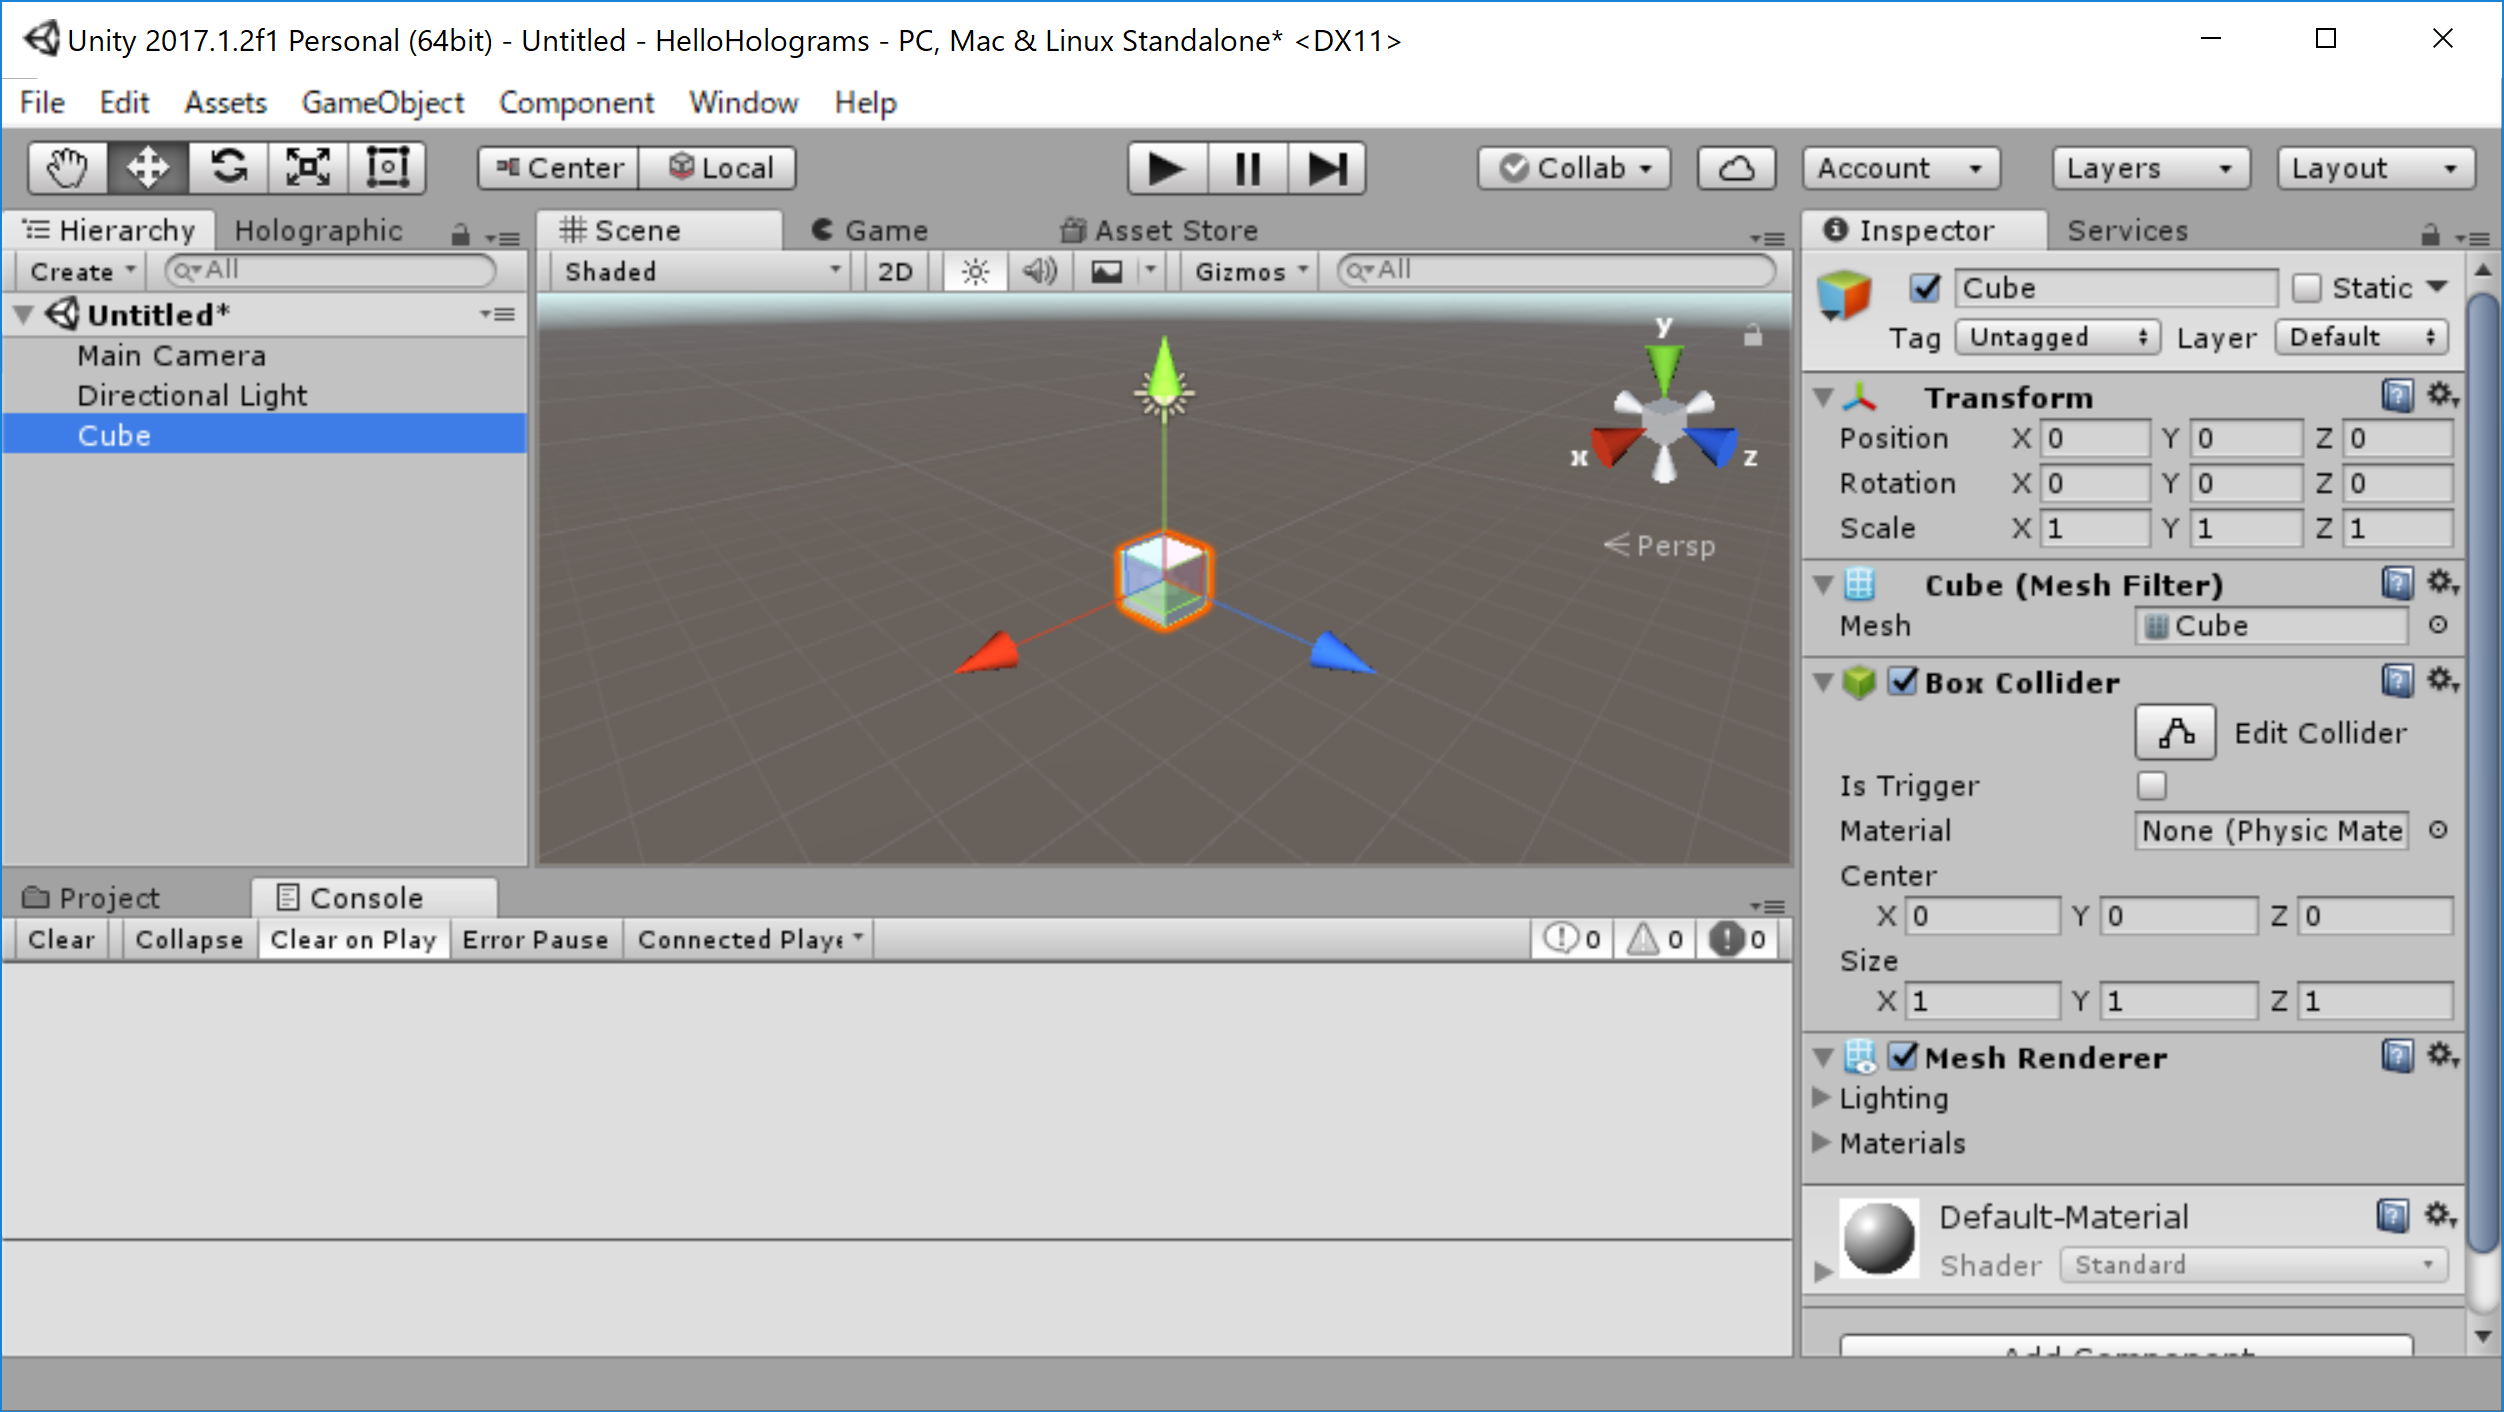 Unity 2017.1.2f1 Personal (64bit) - Untitled - HelloHolograms - PC, Mac & Linux Standalone* <DX11>
File Edit Assets GameObject Component Window Help
Center Local Collab Account Layers Layout
Hierarchy Holographic
Create All
Untitled*
Main Camera
Directional Light
Cube
Scene Game Asset Store
Shaded 2D Gizmos All
y
x z
Persp
Project Console
Clear Collapse Clear on Play Error Pause Connected Playe 0 0 0
Inspector Services
Cube Static
Tag Untagged Layer Default
Transform
Position X 0 Y 0 Z 0
Rotation X 0 Y 0 Z 0
Scale X 1 Y 1 Z 1
Cube (Mesh Filter)
Mesh Cube
Box Collider
Edit Collider
Is Trigger
Material None (Physic Mate
Center
X 0 Y 0 Z 0
Size
X 1 Y 1 Z 1
Mesh Renderer
Lighting
Materials
Default-Material
Shader Standard
Add Component